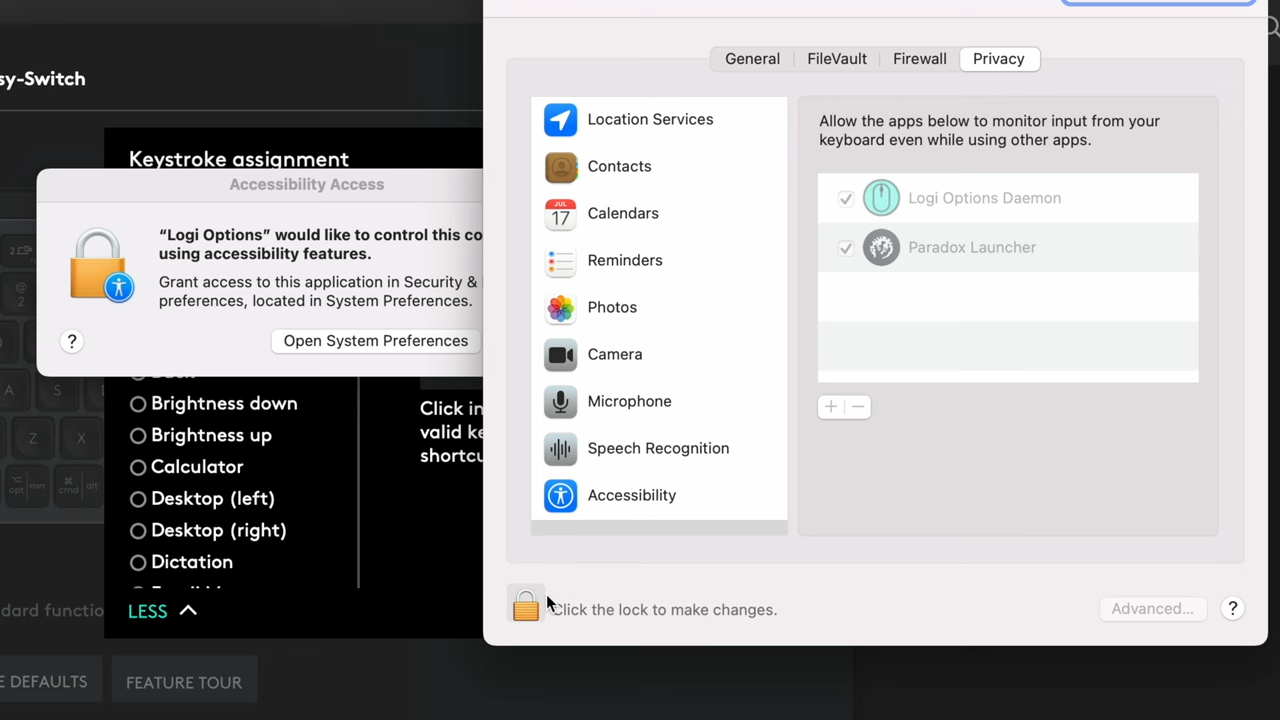 sy-Switch
Keystroke assignment
Accessibility Access
“Logi Options” would like to control this co
using accessibility features.
Grant access to this application in Security &
preferences, located in System Preferences.
?
Open System Preferences
Brightness down
Brightness up
Calculator
Desktop (left)
Desktop (right)
Dictation
LESS
Click in
valid ke
shortcu
@
2
A
S
Z
X
opt
cmd
alt
dard functio
E DEFAULTS
FEATURE TOUR
General
FileVault
Firewall
Privacy
Location Services
Contacts
JUL
17
Calendars
Reminders
Photos
Camera
Microphone
Speech Recognition
Accessibility
Allow the apps below to monitor input from your
keyboard even while using other apps.
Logi Options Daemon
Paradox Launcher
Click the lock to make changes.
Advanced...
?